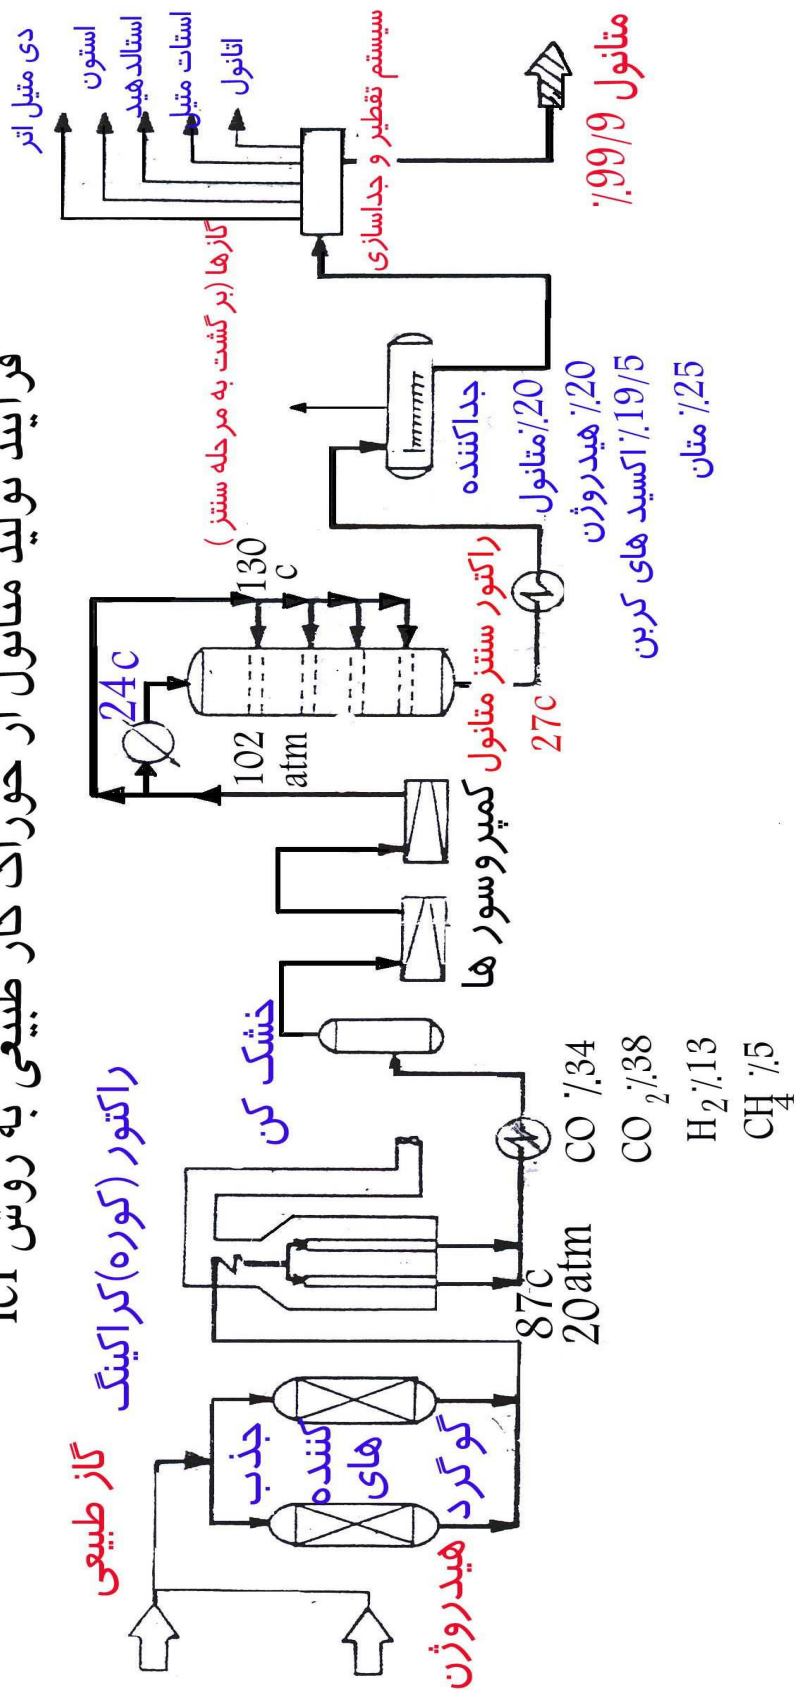 فرایند تولید متانول از خوراک گاز طبیعی به روش ICI
گاز طبیعی
هیدروژن
جذب
کننده
های
گوگرد
راکتور (کوره)کراکینگ
87c
20atm
خشک کن
CO ٪34
CO2٪38
H2٪13
CH4 ٪5
کمپروسور ها
24c
102
atm
130
c
راکتور سنتز متانول
27c
گازها (بر گشت به مرحله سنتز )
جداکننده
20٪متانول
20٪ هیدروژن
19/5٪ اکسید های کربن
25٪ متان
سیستم تقطیر و جداسازی
دی متیل اتر
استون
استالدهید
استات متیل
اتانول
متانول 99/9٪